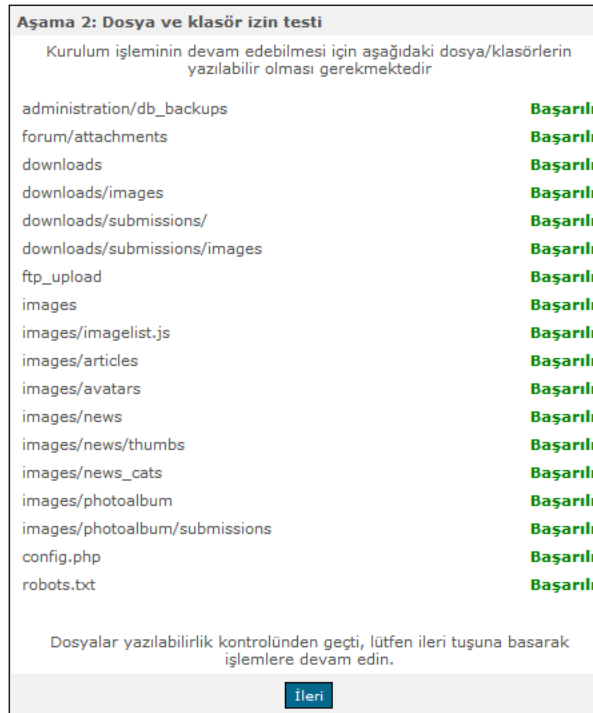 Aşama 2: Dosya ve klasör izin testi
Kurulum işleminin devam edebilmesi için aşağıdaki dosya/klasörlerin
yazılabilir olması gerekmektedir
administration/db_backups Başarılı
forum/attachments Başarılı
downloads Başarılı
downloads/images Başarılı
downloads/submissions/ Başarılı
downloads/submissions/images Başarılı
ftp_upload Başarılı
images Başarılı
images/imagelist.js Başarılı
images/articles Başarılı
images/avatars Başarılı
images/news Başarılı
images/news/thumbs Başarılı
images/news_cats Başarılı
images/photoalbum Başarılı
images/photoalbum/submissions Başarılı
config.php Başarılı
robots.txt Başarılı
Dosyalar yazılabilirlik kontrolünden geçti, lütfen ileri tuşuna basarak
işlemlere devam edin.
İleri